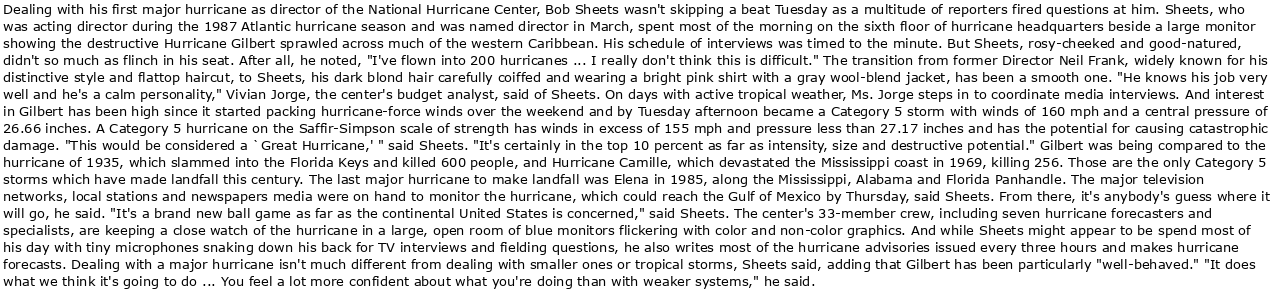 Dealing with his first major hurricane as director of the National Hurricane Center, Bob Sheets wasn't skipping a beat Tuesday as a multitude of reporters fired questions at him. Sheets, who
was acting director during the 1987 Atlantic hurricane season and was named director in March, spent most of the morning on the sixth floor of hurricane headquarters beside a large monitor
showing the destructive Hurricane Gilbert sprawled across much of the western Caribbean. His schedule of interviews was timed to the minute. But Sheets, rosy-cheeked and good-natured,
didn't so much as flinch in his seat. After all, he noted, "I've flown into 200 hurricanes ... I really don't think this is difficult." The transition from former Director Neil Frank, widely known for his
distinctive style and flattop haircut, to Sheets, his dark blond hair carefully coiffed and wearing a bright pink shirt with a gray wool-blend jacket, has been a smooth one. "He knows his job very
well and he's a calm personality," Vivian Jorge, the center's budget analyst, said of Sheets. On days with active tropical weather, Ms. Jorge steps in to coordinate media interviews. And interest
in Gilbert has been high since it started packing hurricane-force winds over the weekend and by Tuesday afternoon became a Category 5 storm with winds of 160 mph and a central pressure of
26.66 inches. A Category 5 hurricane on the Saffir-Simpson scale of strength has winds in excess of 155 mph and pressure less than 27.17 inches and has the potential for causing catastrophic
damage. "This would be considered a `Great Hurricane,' " said Sheets. "It's certainly in the top 10 percent as far as intensity, size and destructive potential." Gilbert was being compared to the
hurricane of 1935, which slammed into the Florida Keys and killed 600 people, and Hurricane Camille, which devastated the Mississippi coast in 1969, killing 256. Those are the only Category 5
storms which have made landfall this century. The last major hurricane to make landfall was Elena in 1985, along the Mississippi, Alabama and Florida Panhandle. The major television
networks, local stations and newspapers media were on hand to monitor the hurricane, which could reach the Gulf of Mexico by Thursday, said Sheets. From there, it's anybody's guess where it
will go, he said. "It's a brand new ball game as far as the continental United States is concerned," said Sheets. The center's 33-member crew, including seven hurricane forecasters and
specialists, are keeping a close watch of the hurricane in a large, open room of blue monitors flickering with color and non-color graphics. And while Sheets might appear to be spend most of
his day with tiny microphones snaking down his back for TV interviews and fielding questions, he also writes most of the hurricane advisories issued every three hours and makes hurricane
forecasts. Dealing with a major hurricane isn't much different from dealing with smaller ones or tropical storms, Sheets said, adding that Gilbert has been particularly "well-behaved." "It does
what we think it's going to do ... You feel a lot more confident about what you're doing than with weaker systems," he said.